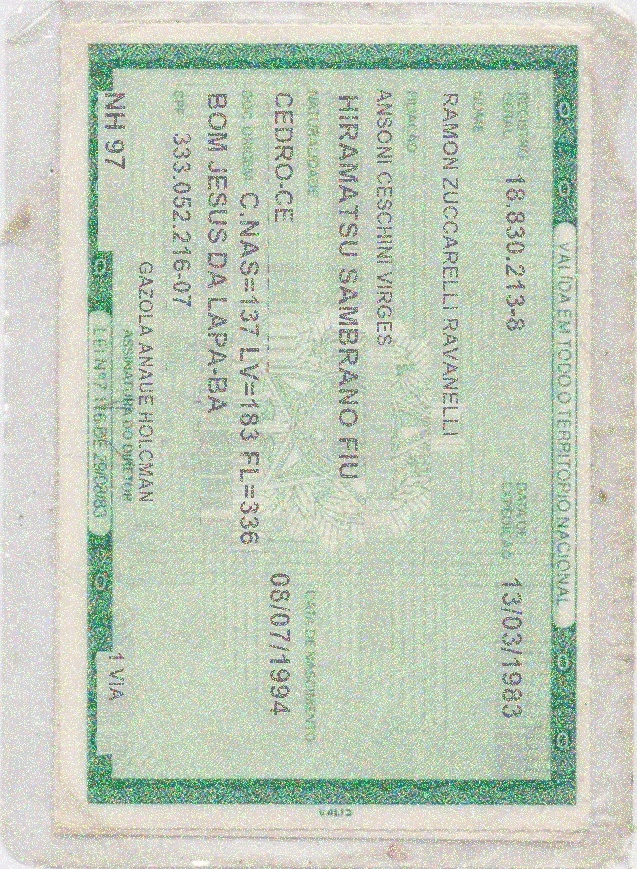 VÁLIDA EM TODO O TERRITÓRIO NACIONAL
REGISTRO GERAL 18.830.213-8 DATA DE EXPEDIÇÃO 13/03/1983
NOME
RAMON ZUCCARELLI RAVANELLI
FILIAÇÃO
ANSONI CESCHINI VIRGES
HIRAMATSU SAMBRANO FIU
NATURALIDADE DATA DE NASCIMENTO
CEDRO-CE 08/07/1994
DOC. ORIGEM C.NAS=137 LV=183 FL=336
BOM JESUS DA LAPA-BA
CPF 333.052.216-07
GAZOLA ANAUE HOLCMAN
ASSINATURA DO DIRETOR
NH 97 1 VIA
LEI Nº 7.116 DE 29/08/83